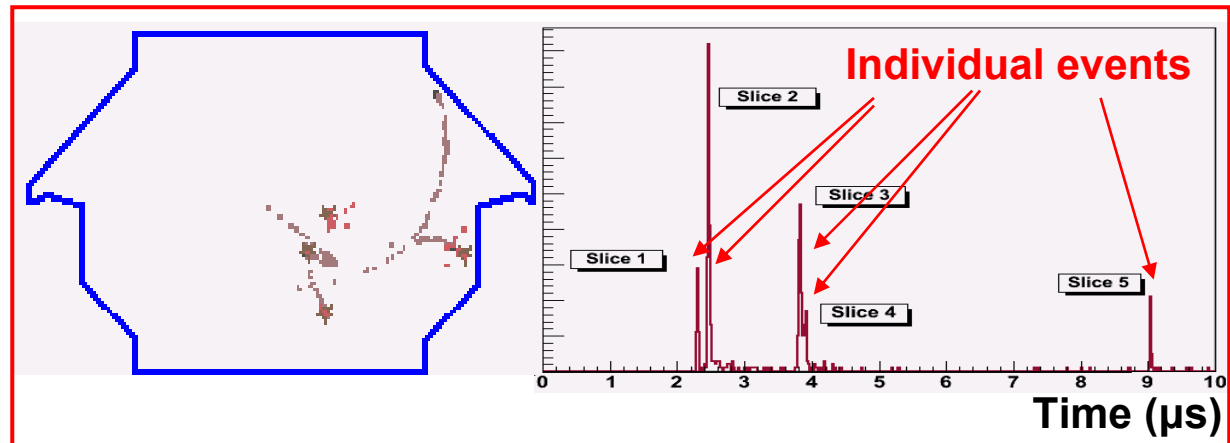 Individual events
Slice 2
Slice 3
Slice 1
Slice 5
Slice 4
0 1 2 3 4 5 6 7 8 9 10
Time (µs)